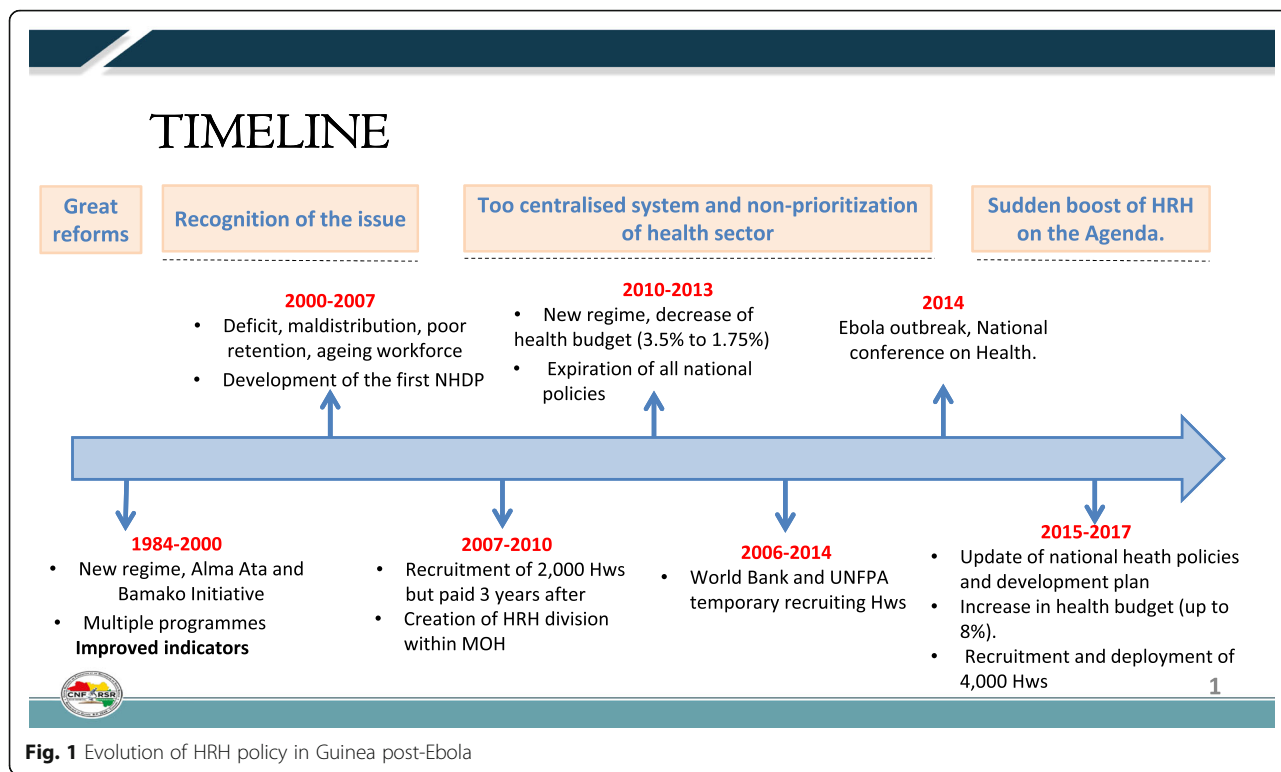 TIMELINE
Great
reforms
Recognition of the issue
Too centralised system and non-prioritization
of health sector
Sudden boost of HRH
on the Agenda.
2000-2007
• Deficit, maldistribution, poor
retention, ageing workforce
• Development of the first NHDP
2010-2013
• New regime, decrease of
health budget (3.5% to 1.75%)
• Expiration of all national
policies
2014
Ebola outbreak, National
conference on Health.
1984-2000
• New regime, Alma Ata and
Bamako Initiative
• Multiple programmes
Improved indicators
2007-2010
• Recruitment of 2,000 Hws
but paid 3 years after
• Creation of HRH division
within MOH
2006-2014
• World Bank and UNFPA
temporary recruiting Hws
2015-2017
• Update of national heath policies
and development plan
• Increase in health budget (up to
8%).
• Recruitment and deployment of
4,000 Hws
CNF RSR
1
Fig. 1 Evolution of HRH policy in Guinea post-Ebola